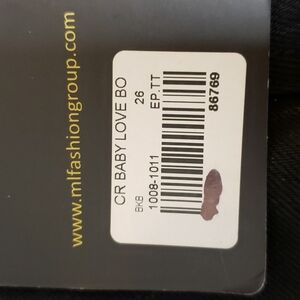 www.mlfashiongroup.com
CR BABY LOVE BO
26
BKB
EP.TT
1008-1011
86769